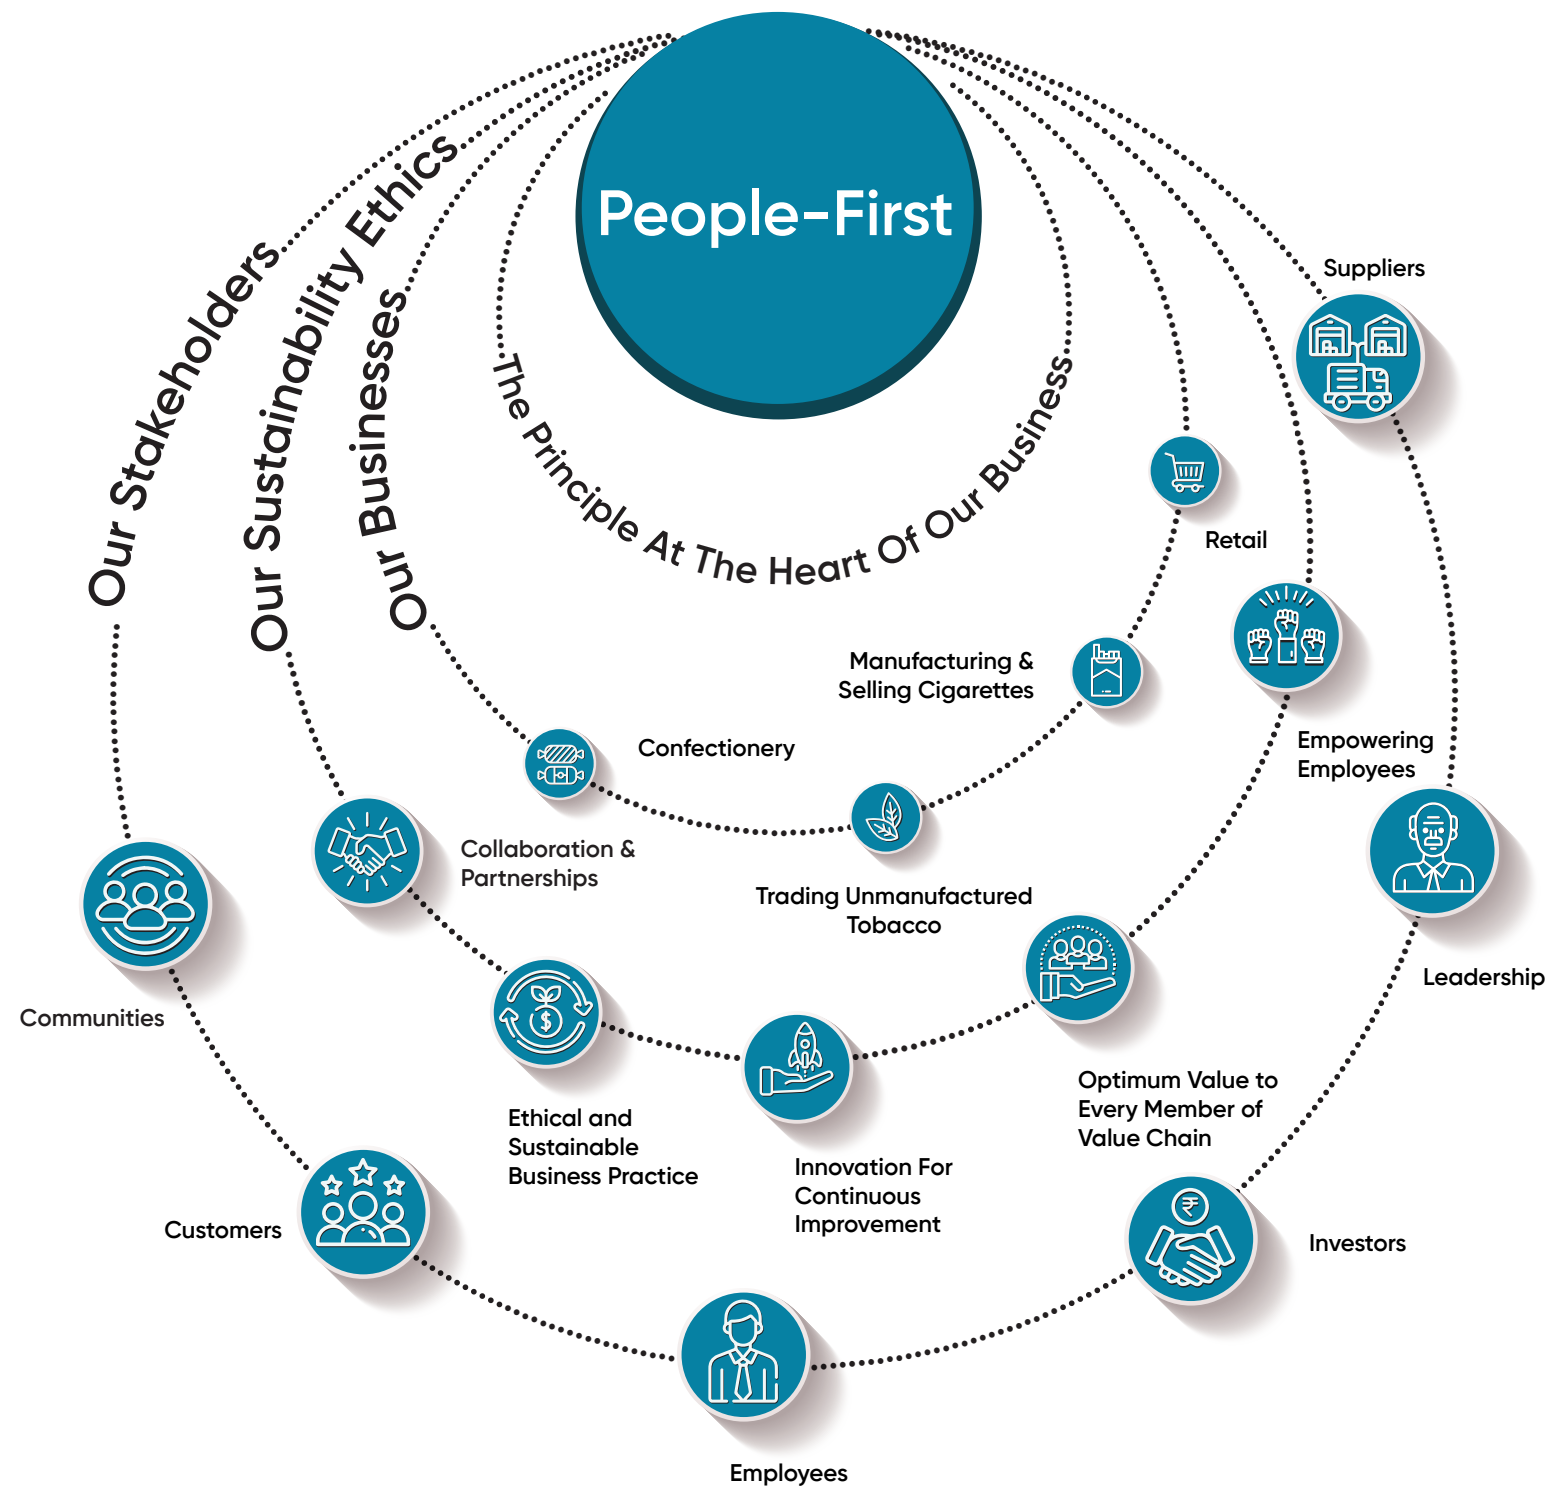 People-First
The Principle At The Heart Of Our Business
Our Businesses
Our Sustainability Ethics
Our Stakeholders
Suppliers
Retail
Manufacturing &
Selling Cigarettes
Confectionery
Trading Unmanufactured
Tobacco
Empowering
Employees
Collaboration &
Partnerships
Ethical and
Sustainable
Business Practice
$
Innovation For
Continuous
Improvement
Optimum Value to
Every Member of
Value Chain
Leadership
Communities
Customers
Employees
₹
Investors